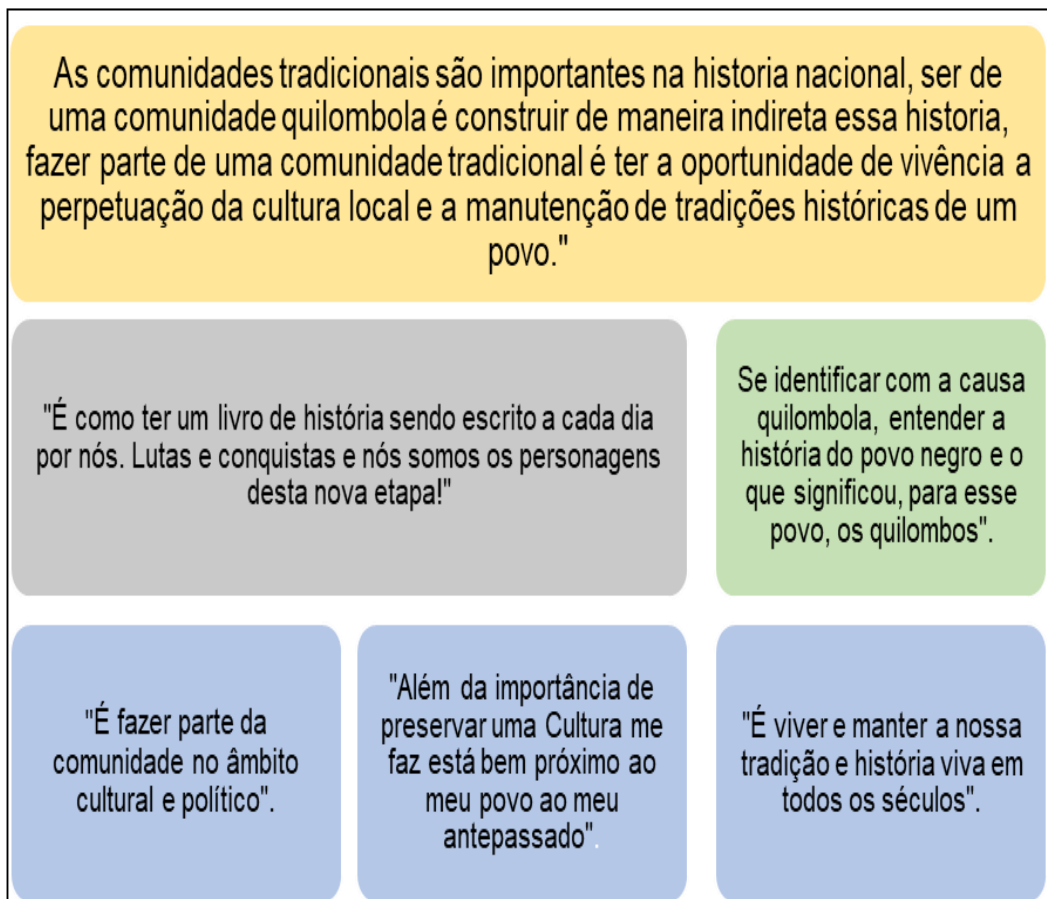 As comunidades tradicionais são importantes na historia nacional, ser de
uma comunidade quilombola é construir de maneira indireta essa historia,
fazer parte de uma comunidade tradicional é ter a oportunidade de vivência a
perpetuação da cultura local e a manutenção de tradições históricas de um
povo."
"É como ter um livro de história sendo escrito a cada dia
por nós. Lutas e conquistas e nós somos os personagens
desta nova etapa!"
Se identificar com a causa
quilombola, entender a
história do povo negro e o
que significou, para esse
povo, os quilombos".
"É fazer parte da
comunidade no âmbito
cultural e político".
"Além da importância de
preservar uma Cultura me
faz está bem próximo ao
meu povo ao meu
antepassado".
"É viver e manter a nossa
tradição e história viva em
todos os séculos".